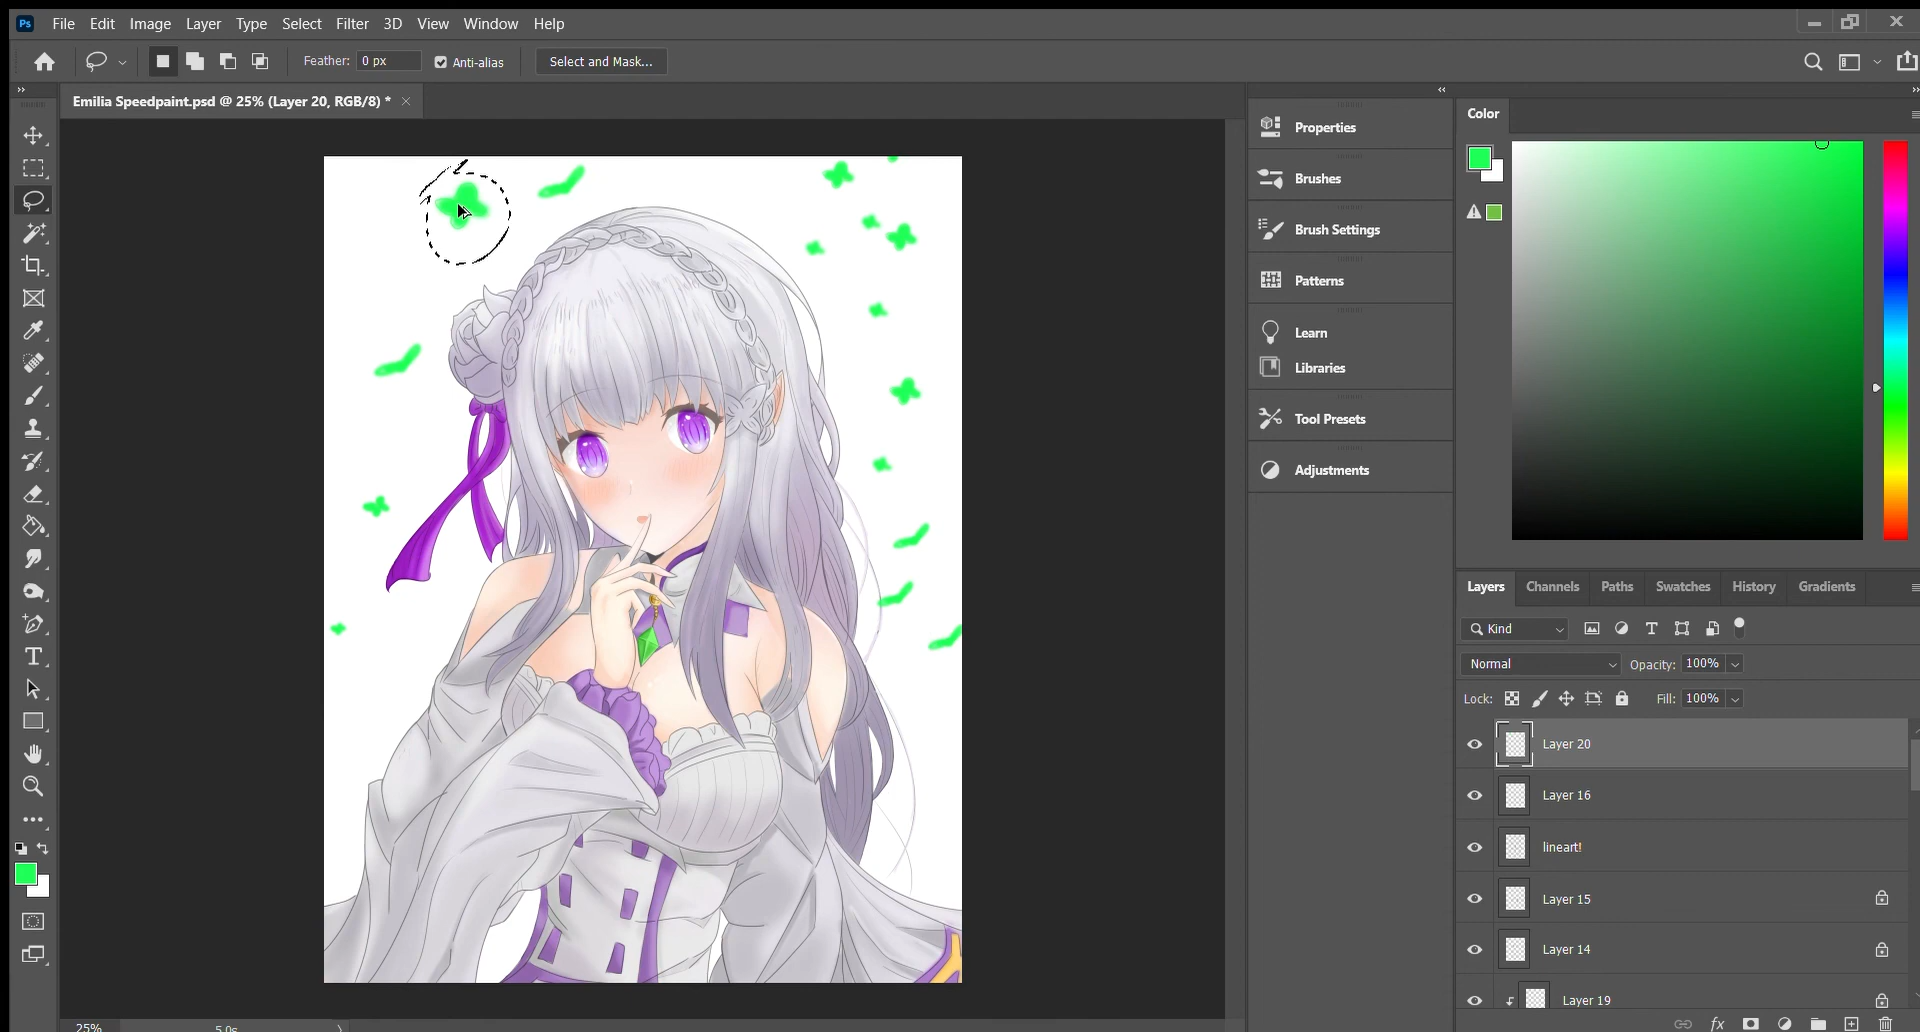 Ps File Edit Image Layer Type Select Filter 3D View Window Help
Feather: 0 px Anti-alias Select and Mask...
Emilia Speedpaint.psd @ 25% (Layer 20, RGB/8) *
Color
Properties
Brushes
Brush Settings
Patterns
Learn
Libraries
Tool Presets
Adjustments
Layers Channels Paths Swatches History Gradients
Kind
Normal Opacity: 100%
Lock: Fill: 100%
Layer 20
Layer 16
lineart!
Layer 15
Layer 14
Layer 19
fx
25% 5.0s